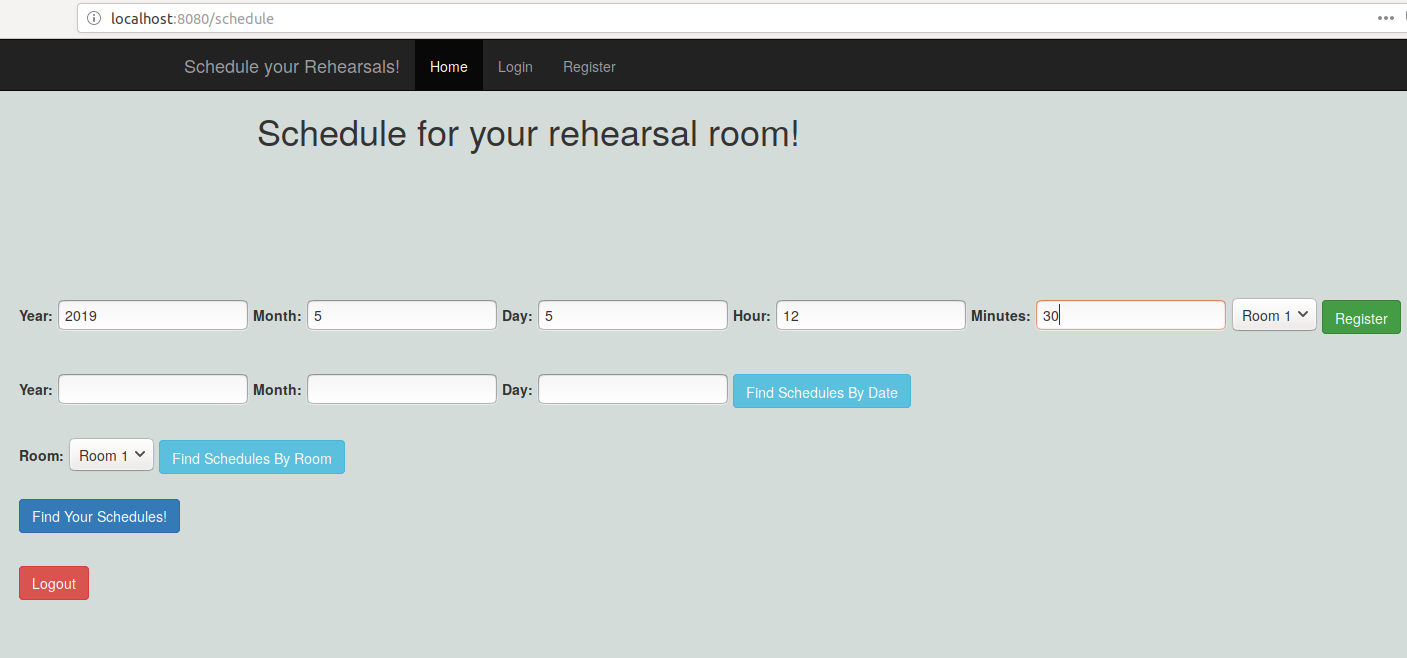 localhost:8080/schedule
Schedule your Rehearsals! Home Login Register
Schedule for your rehearsal room!
Year: 2019 Month: 5 Day: 5 Hour: 12 Minutes: 30 Room 1 Register
Year: Month: Day: Find Schedules By Date
Room: Room 1 Find Schedules By Room
Find Your Schedules!
Logout